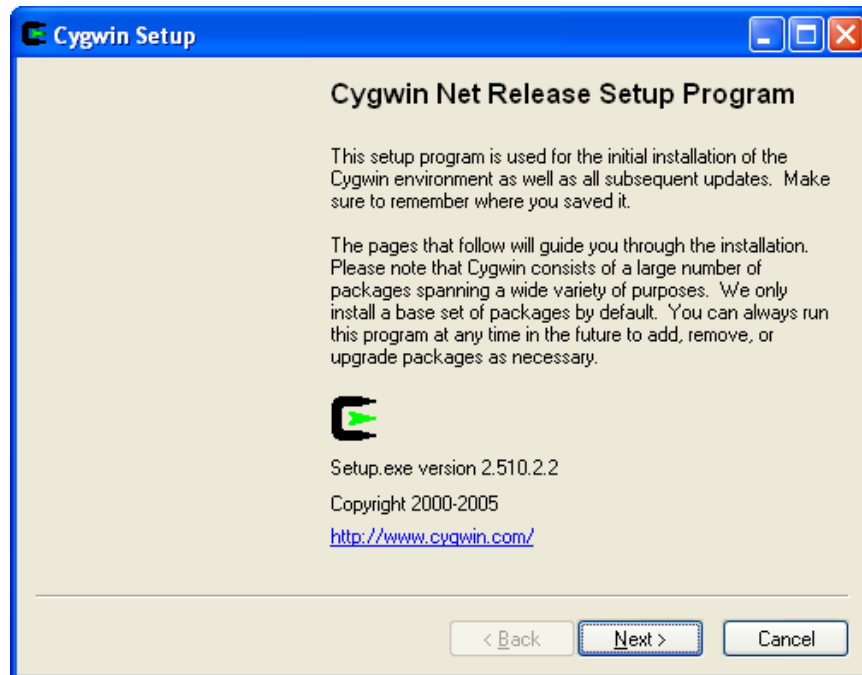 Cygwin Setup
Cygwin Net Release Setup Program
This setup program is used for the initial installation of the
Cygwin environment as well as all subsequent updates.  Make
sure to remember where you saved it.
The pages that follow will guide you through the installation.
Please note that Cygwin consists of a large number of
packages spanning a wide variety of purposes.  We only
install a base set of packages by default.  You can always run
this program at any time in the future to add, remove, or
upgrade packages as necessary.
Setup.exe version 2.510.2.2
Copyright 2000-2005
http://www.cygwin.com/
< Back
Next >
Cancel